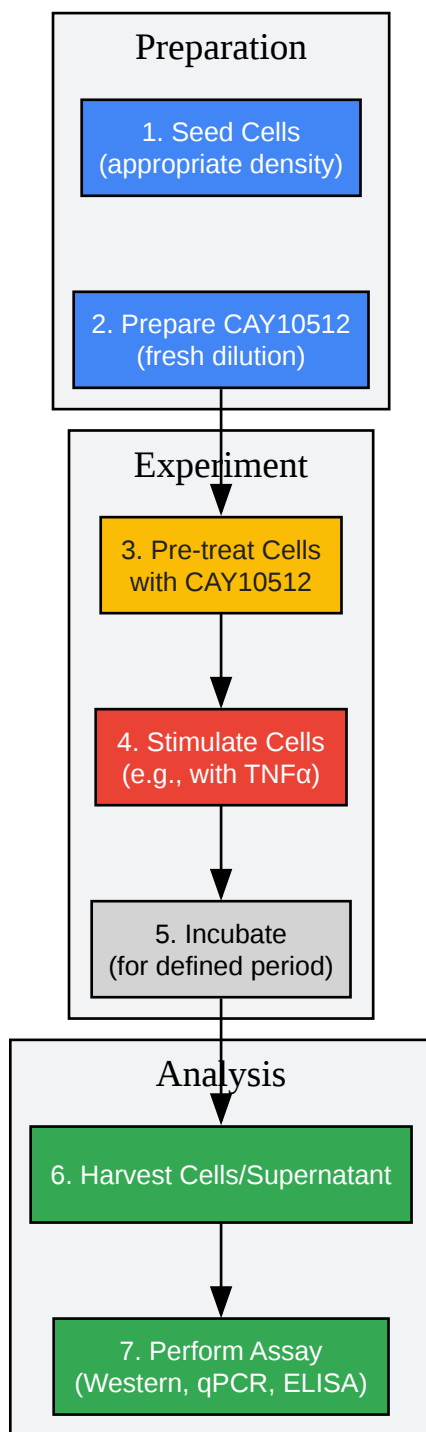 Preparation
1. Seed Cells
(appropriate density)
2. Prepare CAY10512
(fresh dilution)
Experiment
3. Pre-treat Cells
with CAY10512
4. Stimulate Cells
(e.g., with TNFα)
5. Incubate
(for defined period)
Analysis
6. Harvest Cells/Supernatant
7. Perform Assay
(Western, qPCR, ELISA)